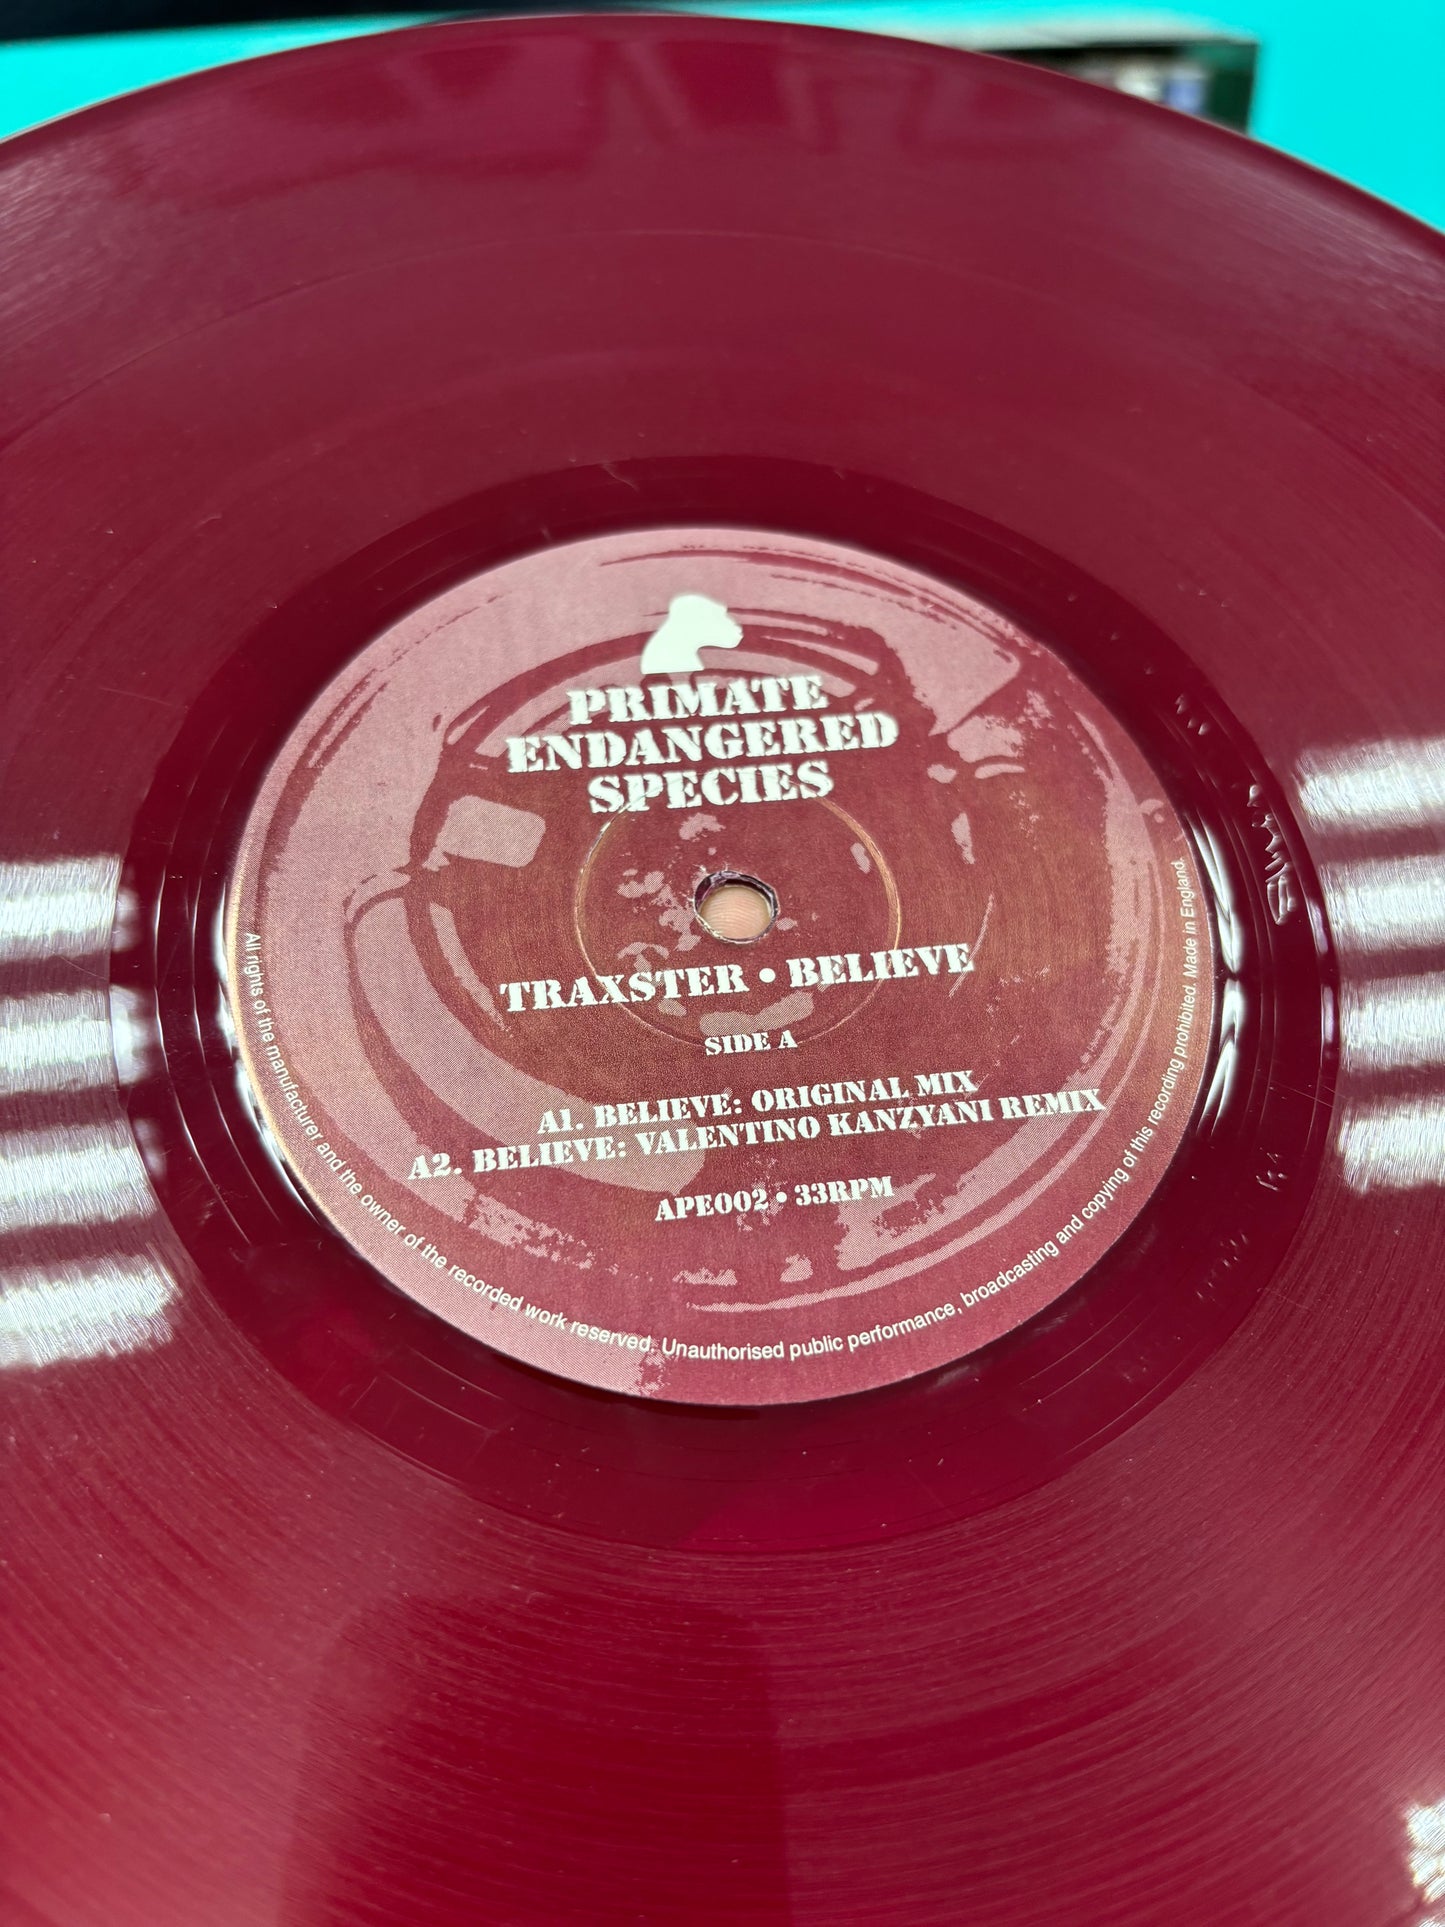 PRIMATE
ENDANGERED
SPECIES
TRAXSTER • BELIEVE
SIDE A
A1. BELIEVE: ORIGINAL MIX
A2. BELIEVE: VALENTINO KANZYANI REMIX
APE002 • 33RPM
All rights of the manufacturer and the owner of the recorded work reserved. Unauthorised public performance, broadcasting and copying of this recording prohibited. Made in England.